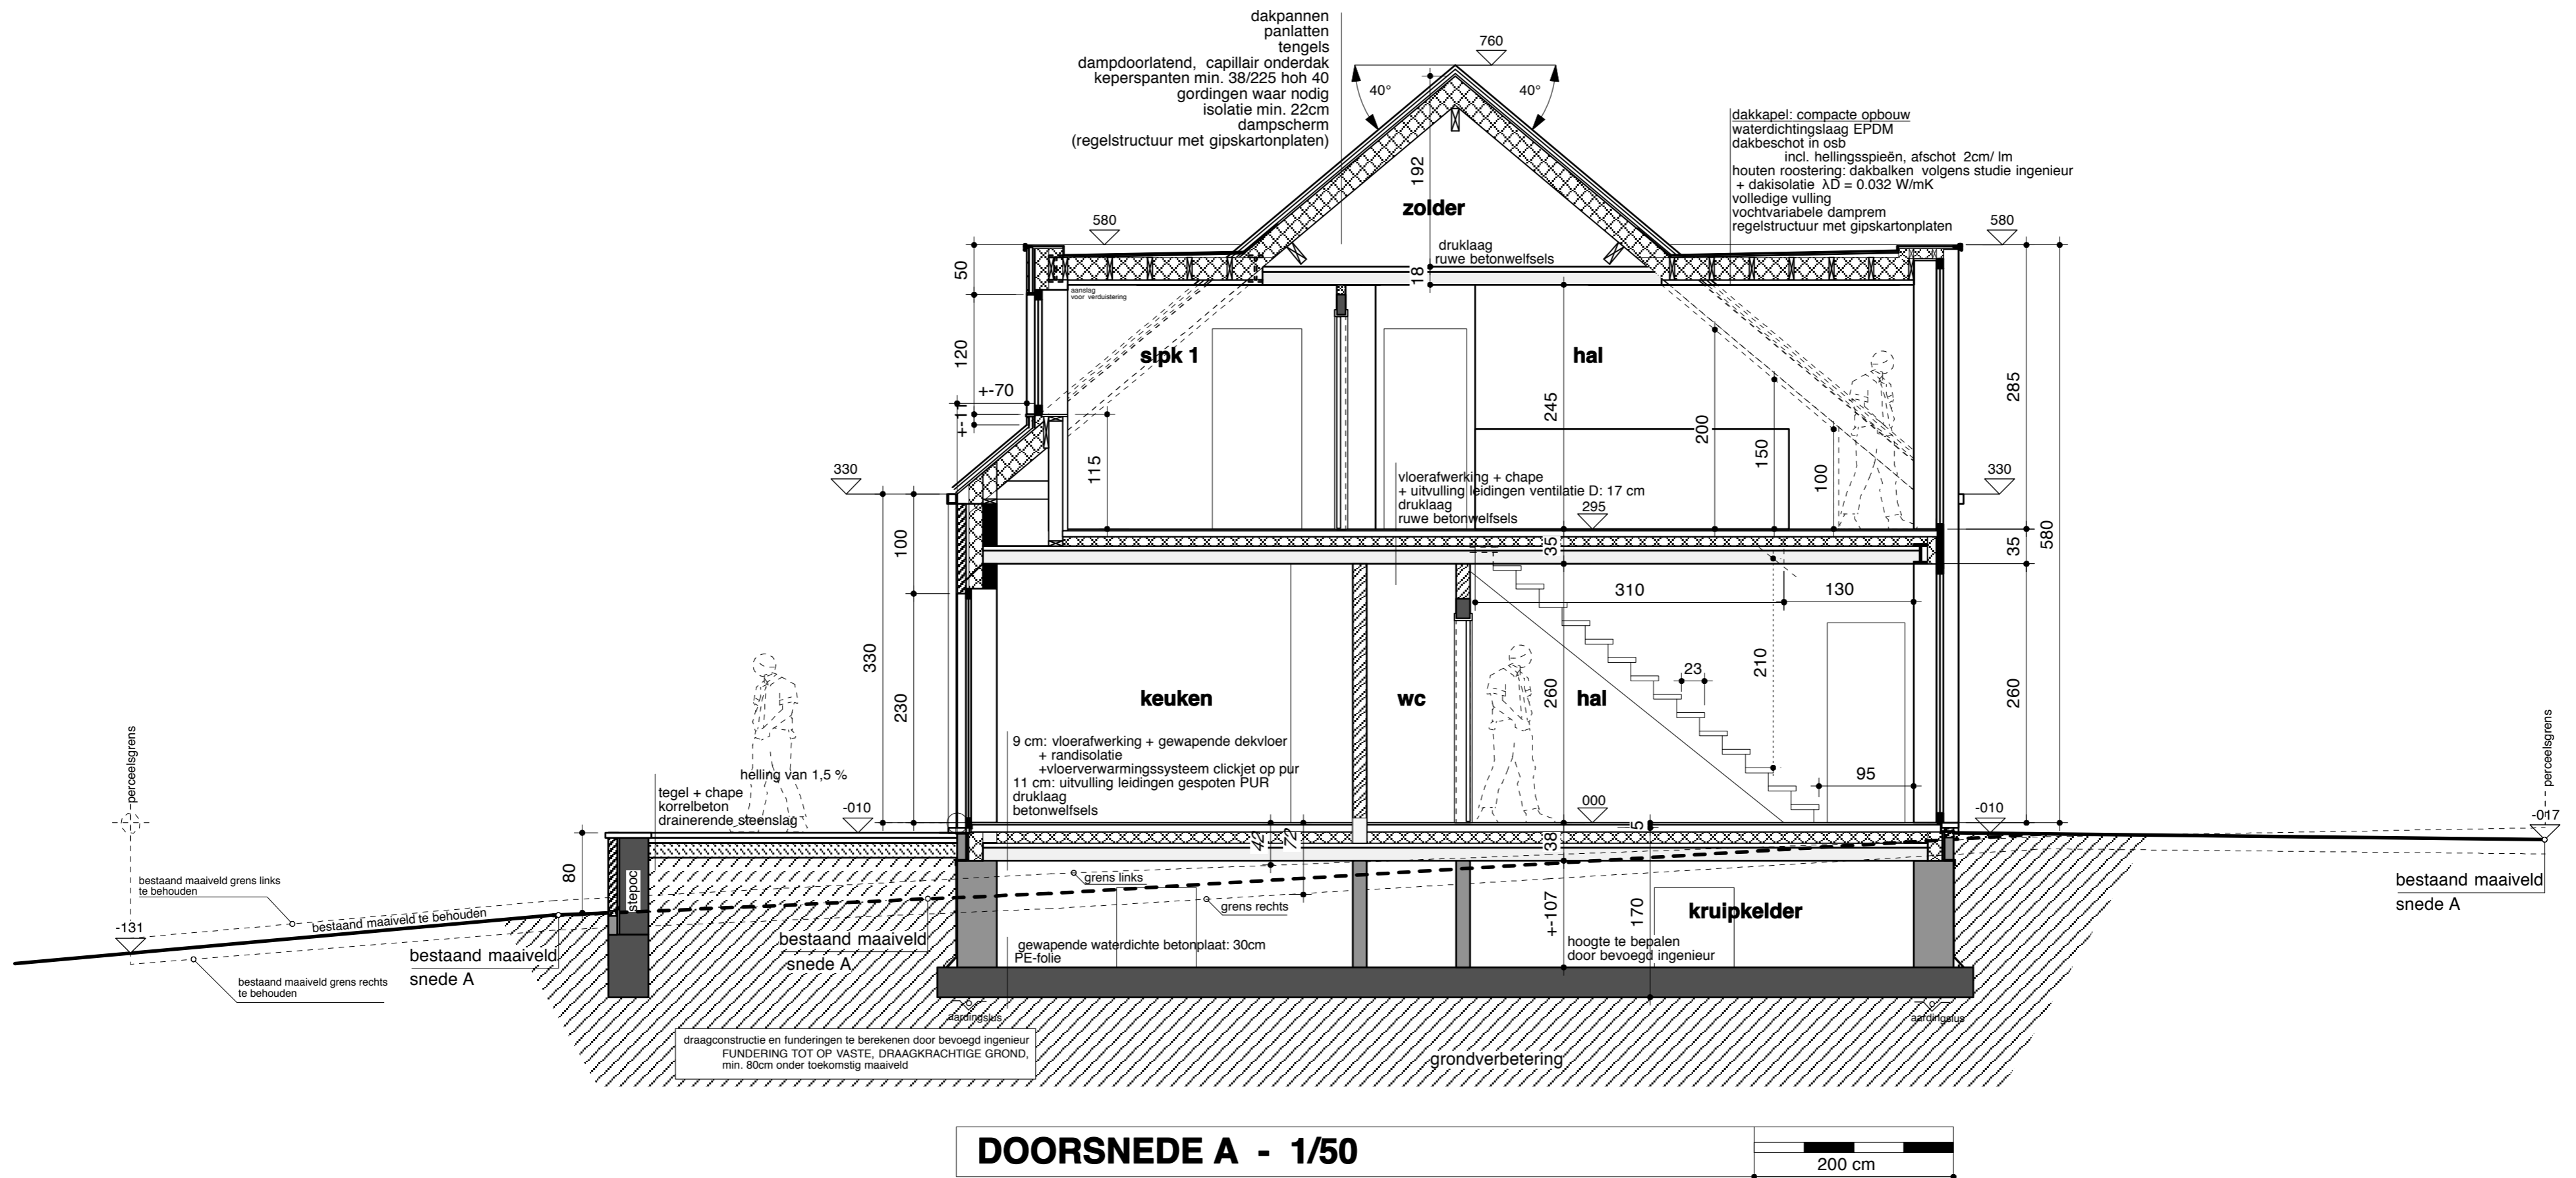 dakpannen
panlatten
tengels
dampdoorlatend, capillair onderdak
keperspanten min. 38/225 hoh 40
gordingen waar nodig
isolatie min. 22cm
dampscherm
(regelstructuur met gipskartonplaten)
760
40°
40°
192
zolder
druklaag
ruwe betonwelfsels
18
dakkapel: compacte opbouw
waterdichtingslaag EPDM
dakbeschot in osb
incl. hellingsspieën, afschot 2cm/ lm
houten roostering: dakbalken volgens studie ingenieur
+ dakisolatie λD = 0.032 W/mK
volledige vulling
vochtvariabele damprem
regelstructuur met gipskartonplaten
580
580
50
120
+-70
+-11
aanslag
voor verduistering
slpk 1
hal
115
245
200
150
100
285
330
330
vloerafwerking + chape
+ uitvulling leidingen ventilatie D: 17 cm
druklaag
ruwe betonwelfsels
295
35
35
580
100
330
230
310
130
210
23
260
260
95
keuken
wc
hal
9 cm: vloerafwerking + gewapende dekvloer
+ randisolatie
+vloerverwarmingssysteem clickjet op pur
11 cm: uitvulling leidingen gespoten PUR
druklaag
betonwelfsels
000
perceelsgrens
perceelsgrens
helling van 1,5 %
tegel + chape
korrelbeton
drainerende steenslag
-010
-010
-017
80
stepoc
42
72
38
5
bestaand maaiveld grens links
te behouden
bestaand maaiveld te behouden
-131
bestaand maaiveld grens rechts
te behouden
bestaand maaiveld
snede A
bestaand maaiveld
snede A
bestaand maaiveld
snede A
grens links
grens rechts
+-107
170
kruipkelder
gewapende waterdichte betonplaat: 30cm
PE-folie
hoogte te bepalen
door bevoegd ingenieur
aardingslus
aardingslus
draagconstructie en funderingen te berekenen door bevoegd ingenieur
FUNDERING TOT OP VASTE, DRAAGKRACHTIGE GROND,
min. 80cm onder toekomstig maaiveld
grondverbetering
DOORSNEDE A - 1/50
200 cm